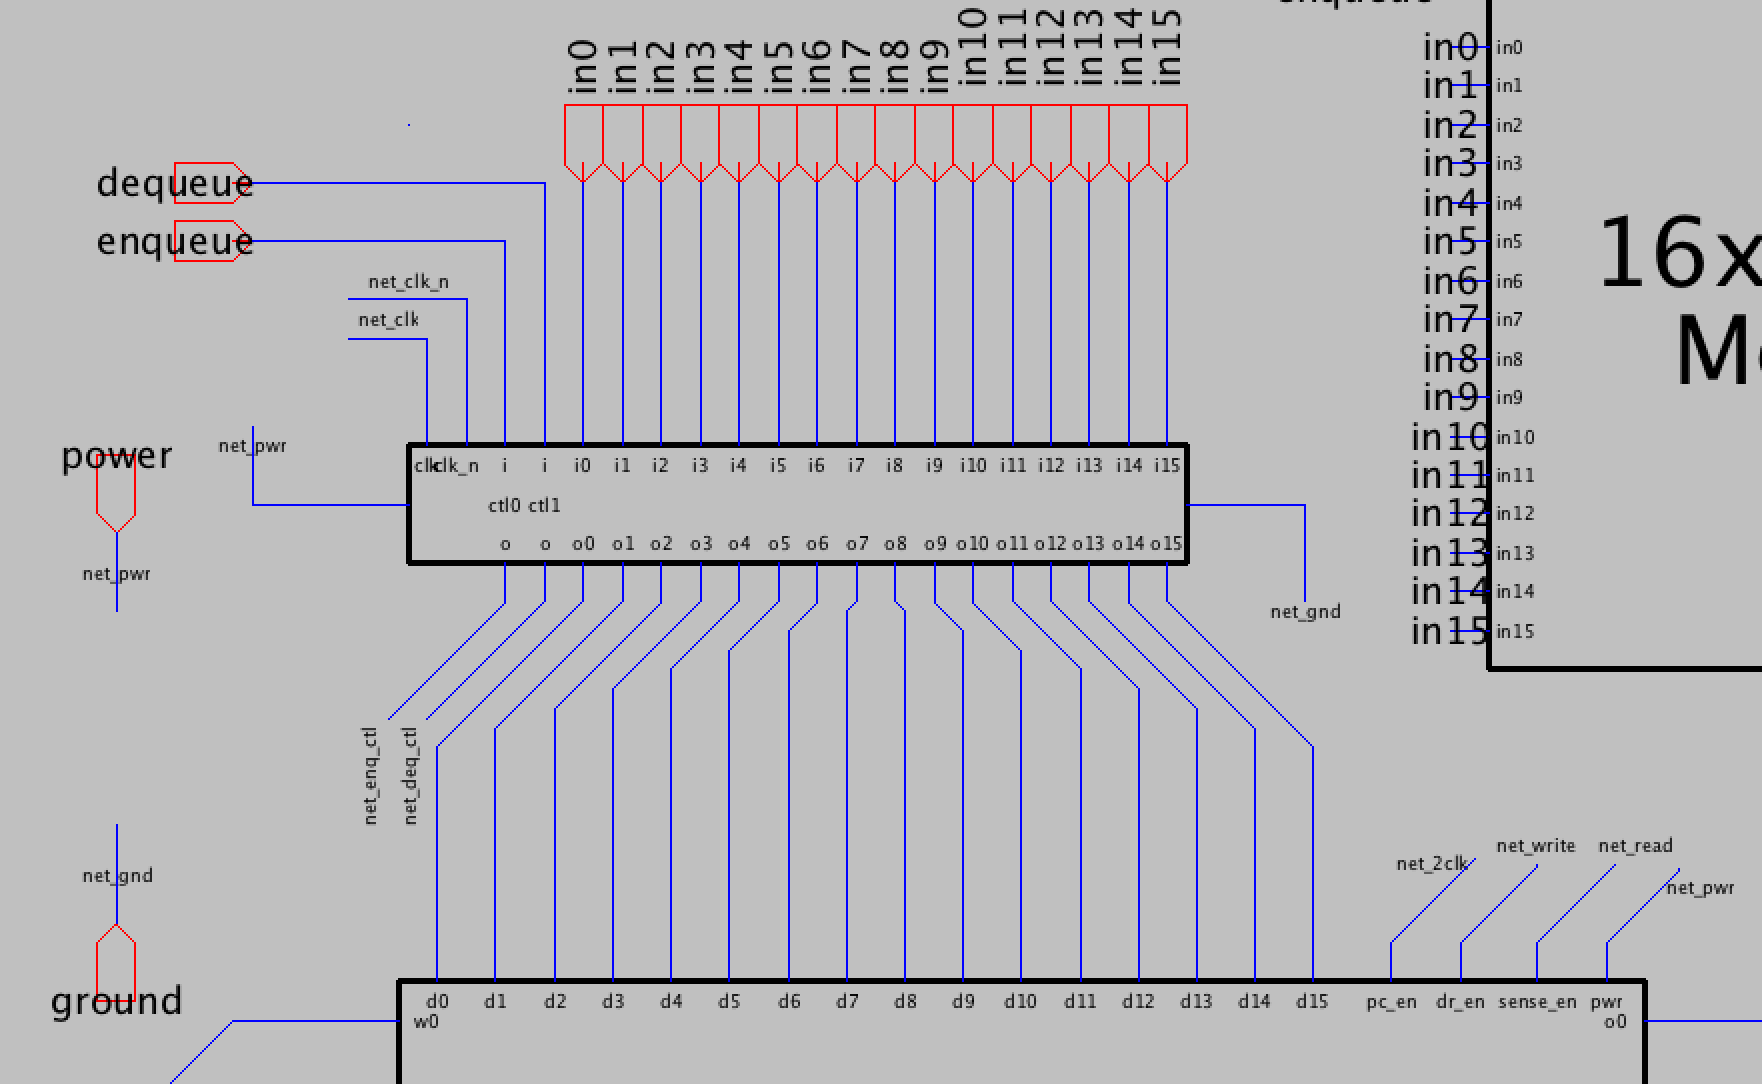 enqueue
in0 in1 in2 in3 in4 in5 in6 in7 in8 in9 in10 in11 in12 in13 in14 in15
dequeue
enqueue
net_clk_n
net_clk
power
net_pwr
net_pwr
clk clk_n i i i0 i1 i2 i3 i4 i5 i6 i7 i8 i9 i10 i11 i12 i13 i14 i15
ctl0 ctl1
o o o0 o1 o2 o3 o4 o5 o6 o7 o8 o9 o10 o11 o12 o13 o14 o15
net_gnd
net_enq_ctl
net_deq_ctl
net_gnd
ground
in0 in0
in1 in1
in2 in2
in3 in3
in4 in4
in5 in5
in6 in6
in7 in7
in8 in8
in9 in9
in10 in10
in11 in11
in12 in12
in13 in13
in14 in14
in15 in15
16x
net_2clk
net_write
net_read
net_pwr
d0 d1 d2 d3 d4 d5 d6 d7 d8 d9 d10 d11 d12 d13 d14 d15 pc_en dr_en sense_en pwr
w0 o0